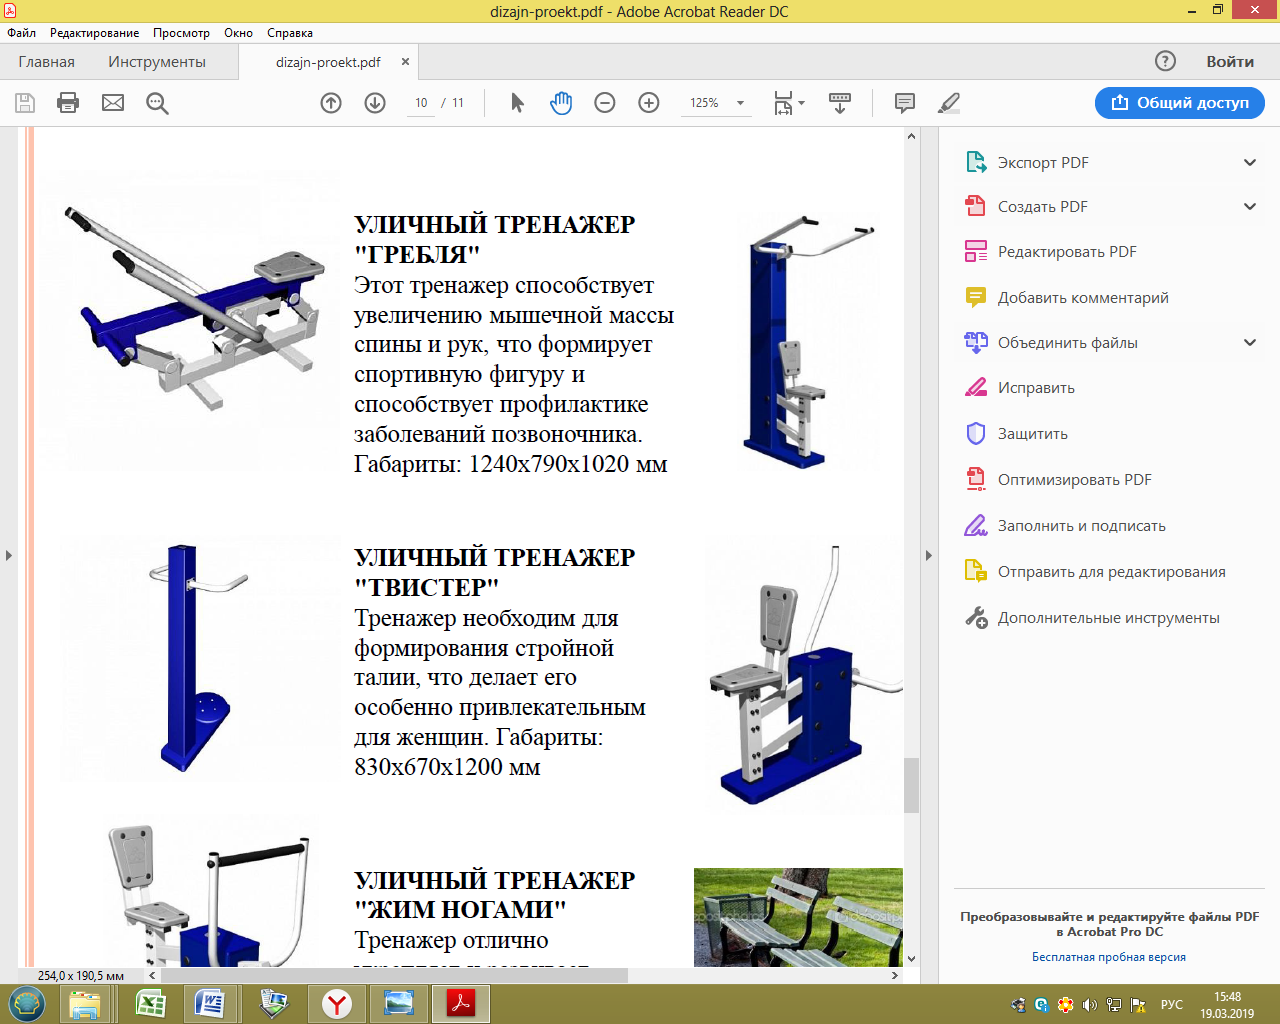 dizajn-proekt.pdf - Adobe Acrobat Reader DC
Файл Редактирование Просмотр Окно Справка
Главная Инструменты dizajn-proekt.pdf × ? Войти
10 / 11 125% Общий доступ
УЛИЧНЫЙ ТРЕНАЖЕР
"ГРЕБЛЯ"
Этот тренажер способствует
увеличению мышечной массы
спины и рук, что формирует
спортивную фигуру и
способствует профилактике
заболеваний позвоночника.
Габариты: 1240х790х1020 мм
УЛИЧНЫЙ ТРЕНАЖЕР
"ТВИСТЕР"
Тренажер необходим для
формирования стройной
талии, что делает его
особенно привлекательным
для женщин. Габариты:
830х670х1200 мм
УЛИЧНЫЙ ТРЕНАЖЕР
"ЖИМ НОГАМИ"
Тренажер отлично
Экспорт PDF
Создать PDF
Редактировать PDF
Добавить комментарий
Объединить файлы
Исправить
Защитить
Оптимизировать PDF
Заполнить и подписать
Отправить для редактирования
Дополнительные инструменты
Преобразовывайте и редактируйте файлы PDF
в Acrobat Pro DC
Бесплатная пробная версия
254,0 x 190,5 мм
РУС
15:48
19.03.2019